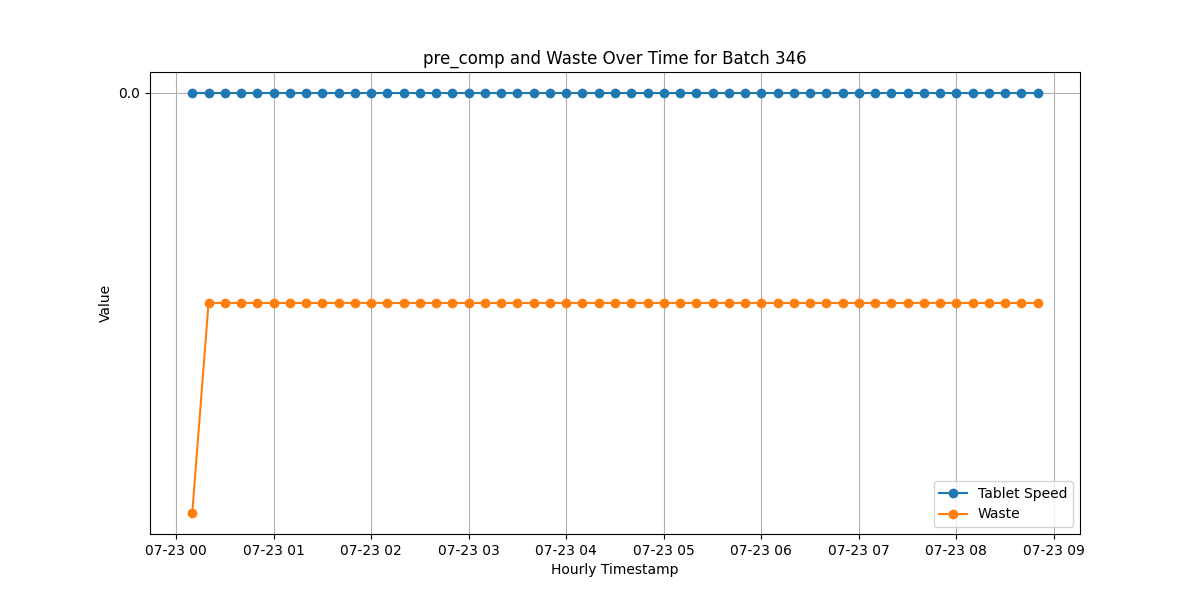 pre_comp and Waste Over Time for Batch 346
0.0
Value
Tablet Speed
Waste
07-23 00 07-23 01 07-23 02 07-23 03 07-23 04 07-23 05 07-23 06 07-23 07 07-23 08 07-23 09
Hourly Timestamp